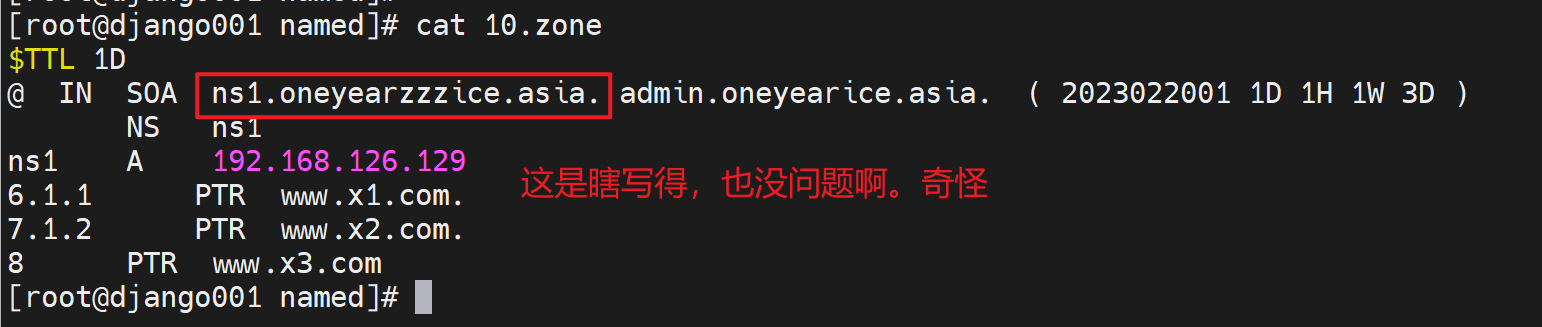 [root@django001 named]#
[root@django001 named]# cat 10.zone
$TTL 1D
@  IN  SOA  ns1.oneyearzzzice.asia. admin.oneyearice.asia.  ( 2023022001 1D 1H 1W 3D )
       NS   ns1
ns1    A    192.168.126.129
6.1.1      PTR  www.x1.com.
这是瞎写得，也没问题啊。奇怪
7.1.2      PTR  www.x2.com.
8      PTR  www.x3.com
[root@django001 named]#